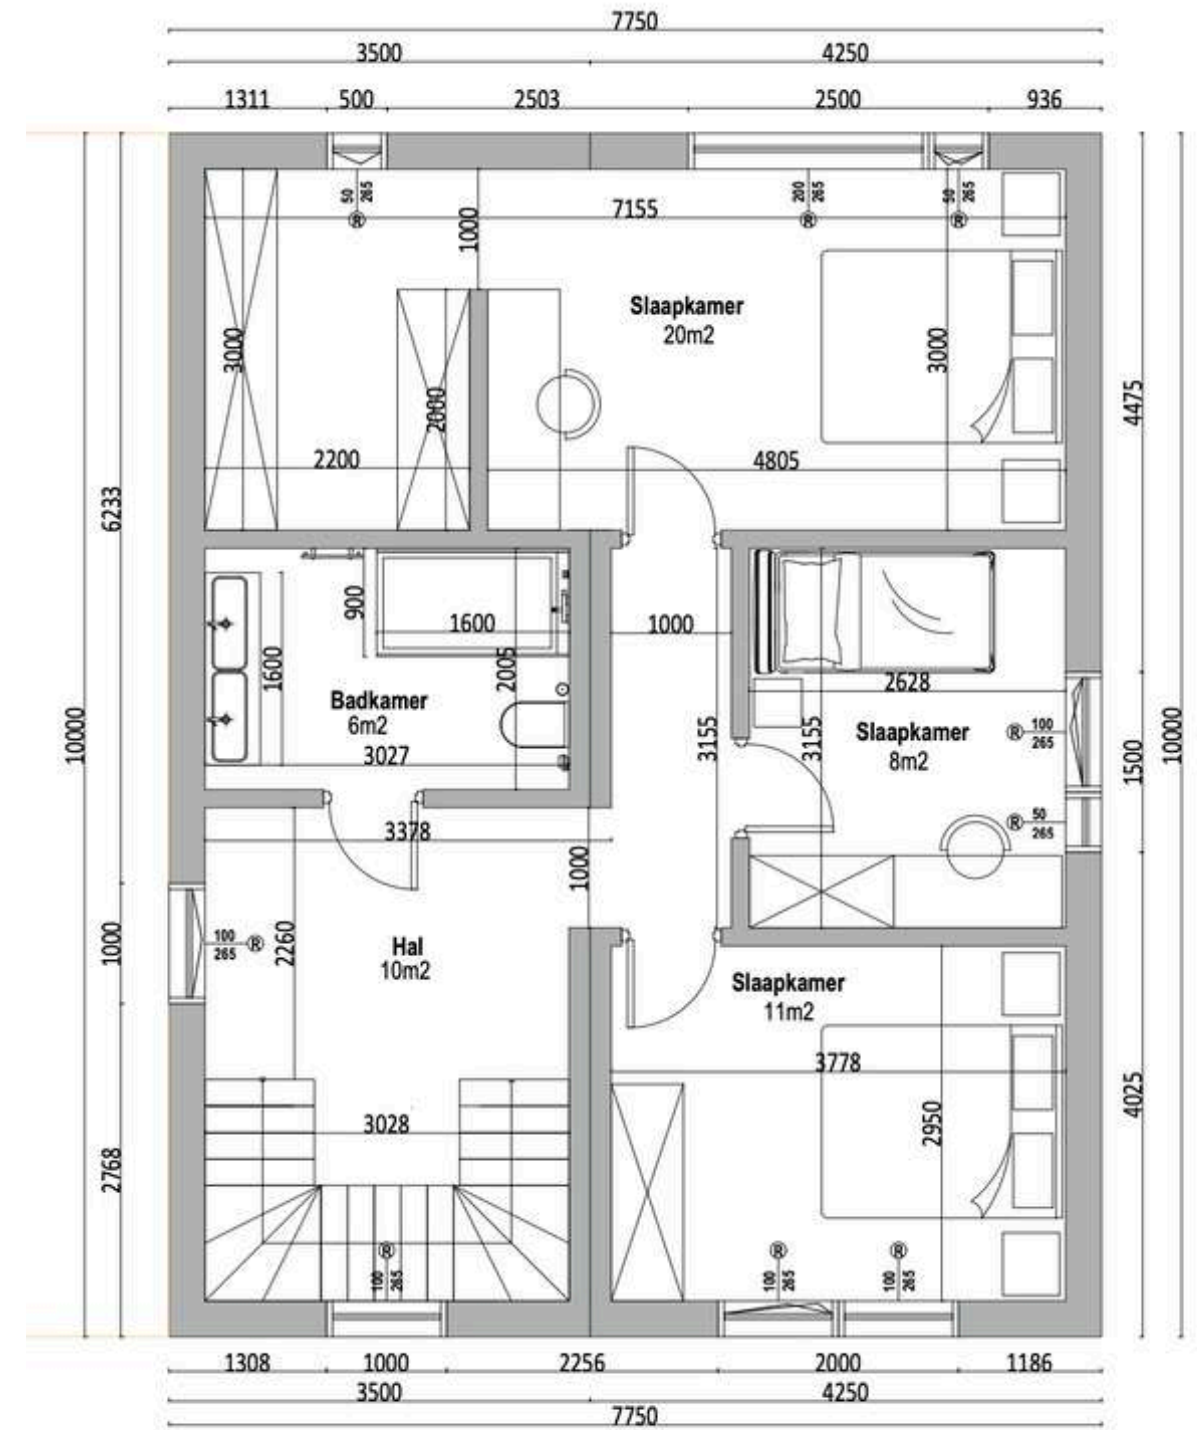 7750
3500 4250
1311 500 2503 2500 936
50 265 R
200 265 R
50 265 R
7155
1000
Slaapkamer
20m2
3000
2000
3000
4475
2200
4805
6233
900
1600
1000
1600
2005
Badkamer
6m2
3027
2628
3155
3155
Slaapkamer
8m2
R 100
265
10000
1500
10000
R 50
265
3378
1000
1000
2260
100 R
265
Hal
10m2
Slaapkamer
11m2
3778
3028
2950
4025
2768
R
100 265
R
100 265
R
100 265
1308 1000 2256 2000 1186
3500 4250
7750